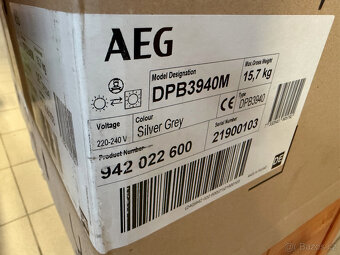 AEG
Model Designation
DPB3940M
Max.Gross Weight
15,7 kg
Voltage
220-240 V
Colour
Silver Grey
Type
DPB3940
CE
Product Number
942 022 600
Serial Number
21900103